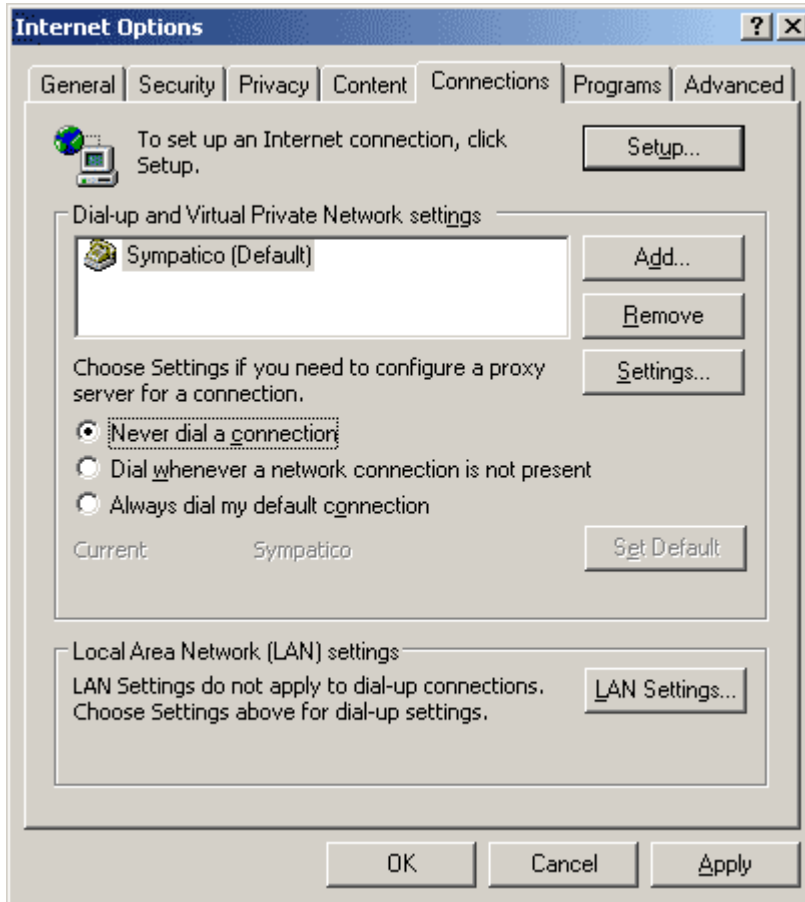 Internet Options
General Security Privacy Content Connections Programs Advanced
To set up an Internet connection, click
Setup.
Setup...
Dial-up and Virtual Private Network settings
Sympatico (Default)
Add...
Remove
Choose Settings if you need to configure a proxy
server for a connection.
Settings...
Never dial a connection
Dial whenever a network connection is not present
Always dial my default connection
Current Sympatico
Set Default
Local Area Network (LAN) settings
LAN Settings do not apply to dial-up connections.
Choose Settings above for dial-up settings.
LAN Settings...
OK Cancel Apply